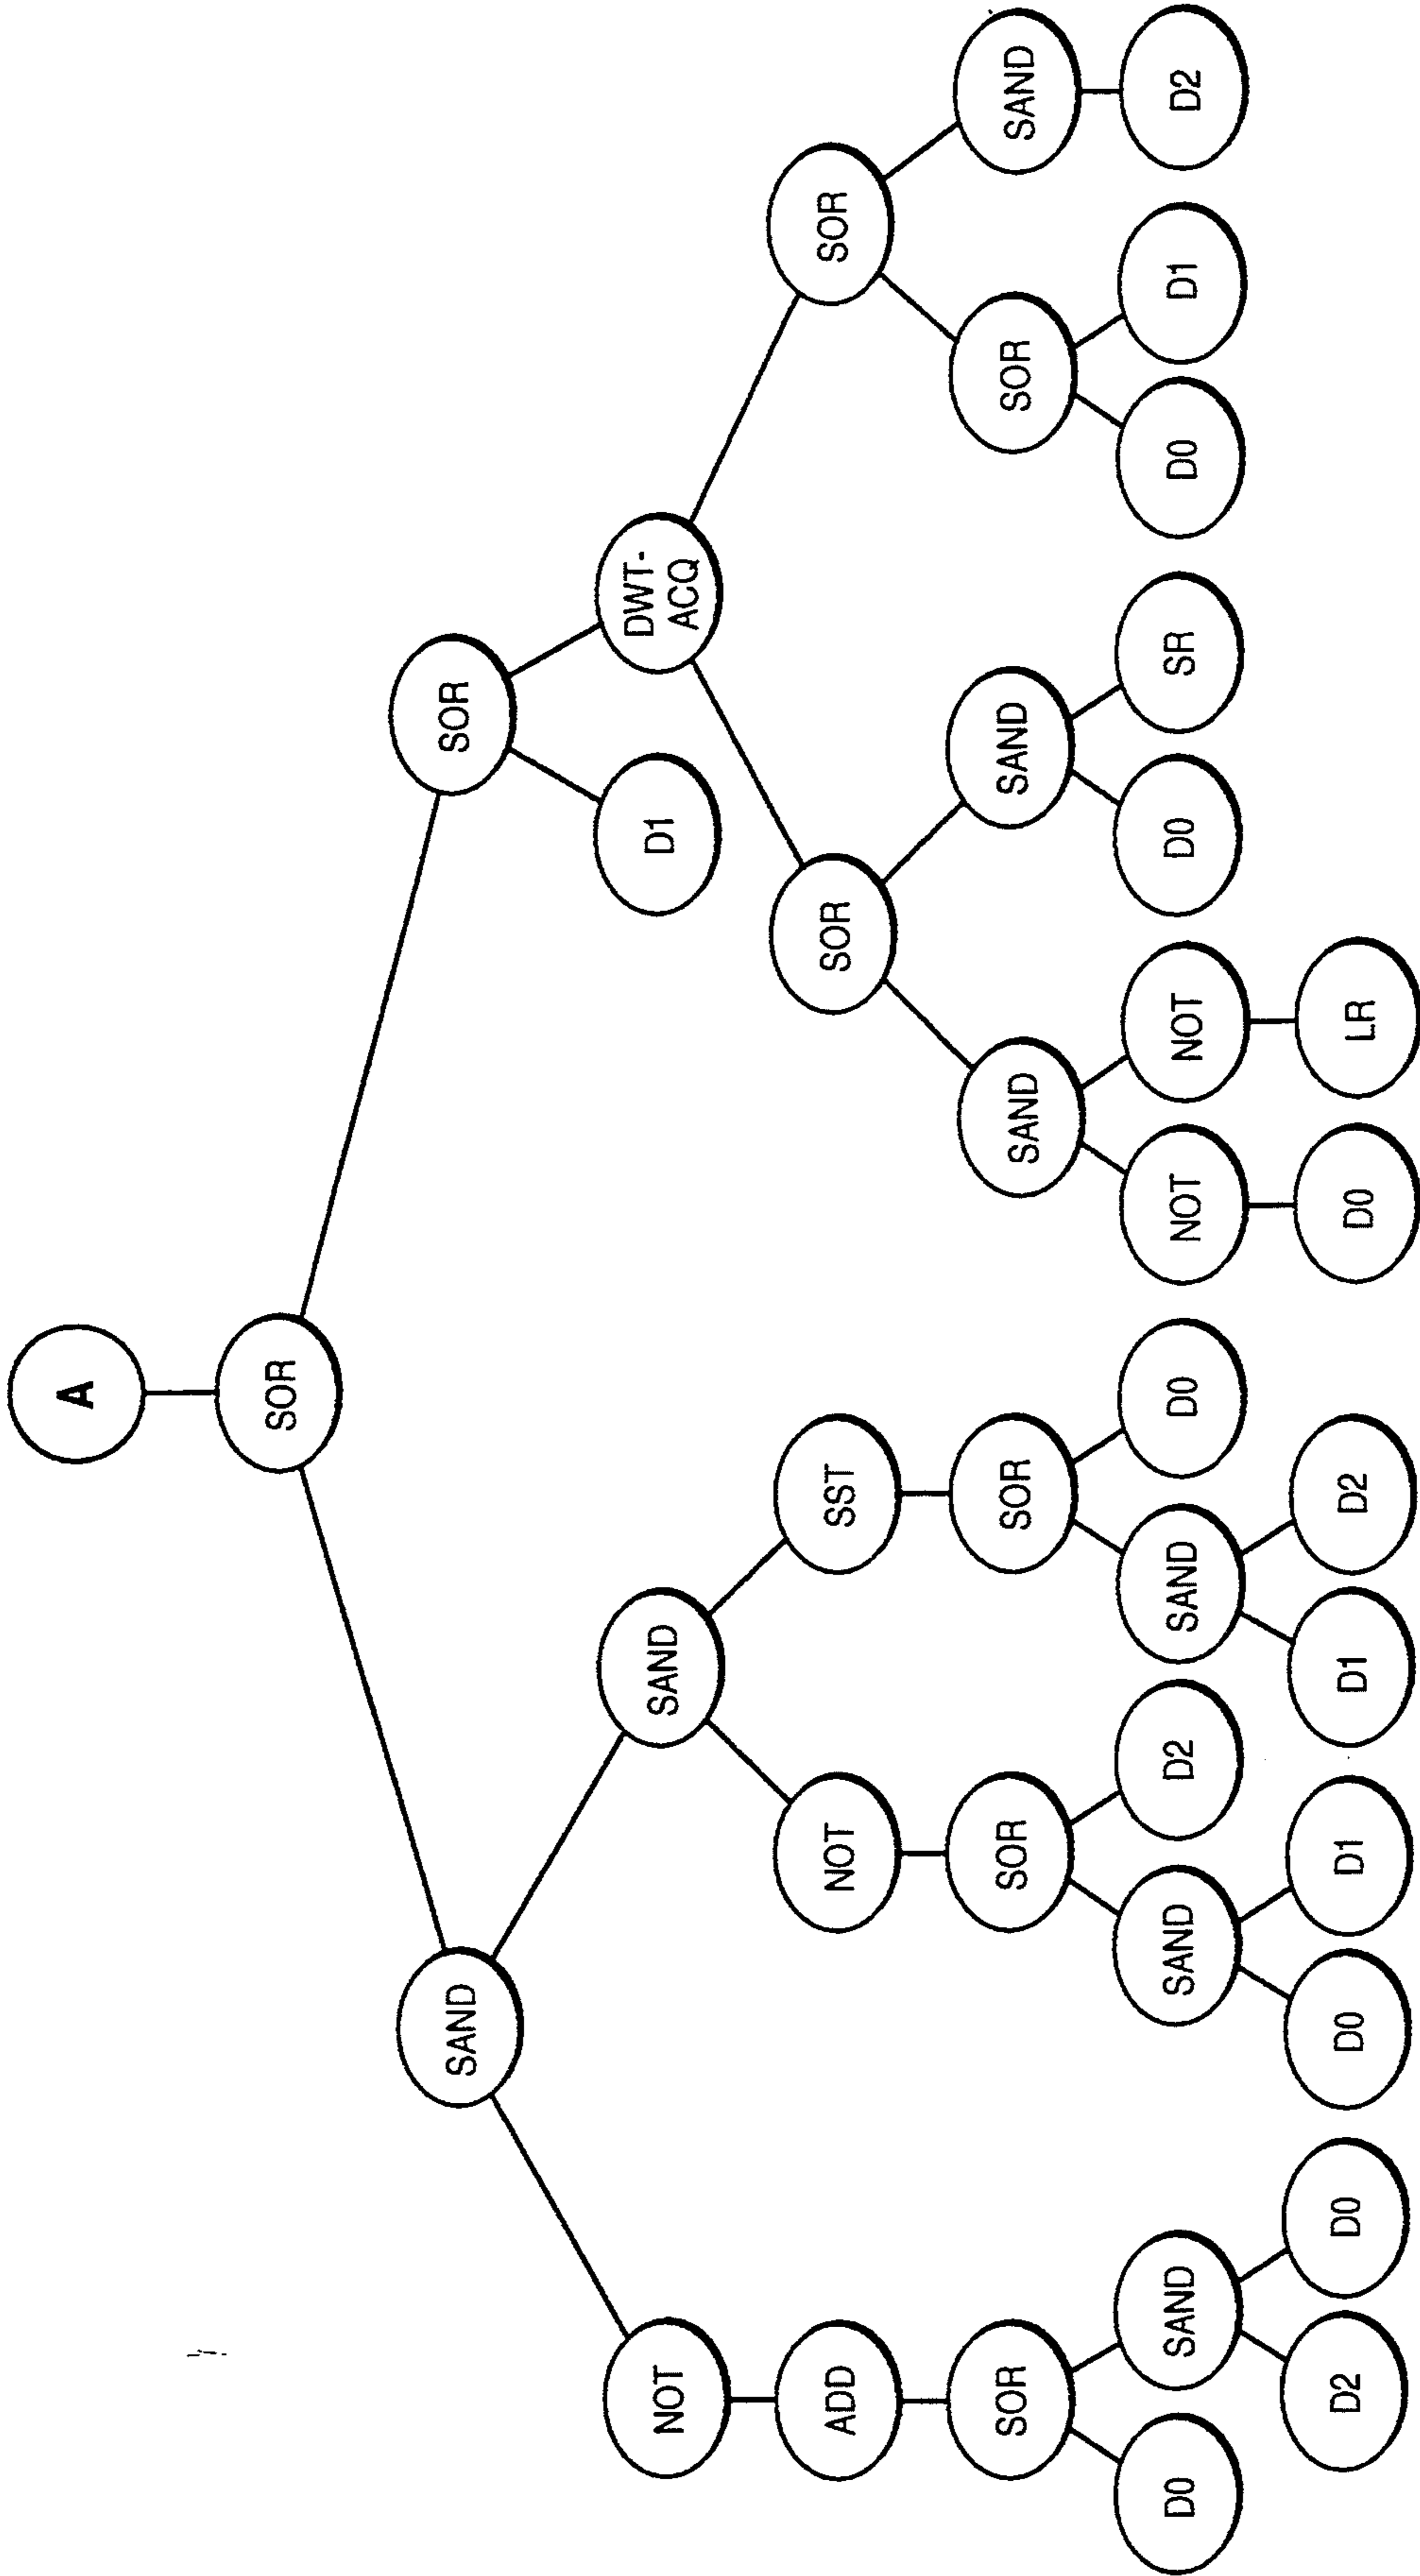 A
SOR
SAND
SOR
NOT
SAND
D1
DWT-
ACQ
ADD
NOT
SST
SOR
SOR
SOR
SOR
SOR
SAND
SAND
SOR
SAND
D0
SAND
SAND
D2
SAND
D0
NOT
NOT
D0
SR
D0
D1
D2
D2
D0
D0
D1
D1
D2
D0
LR